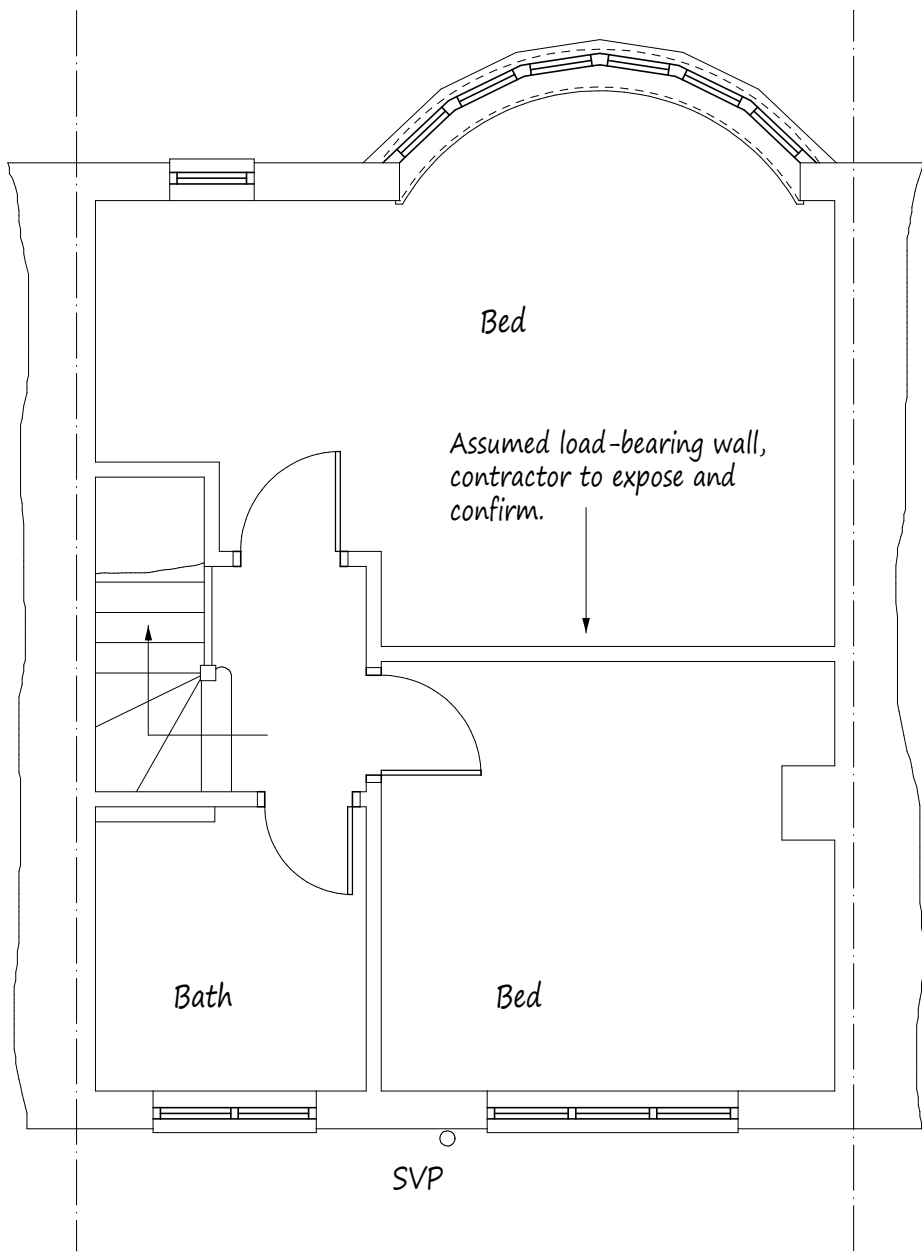 Bed
Assumed load-bearing wall,
contractor to expose and
confirm.
Bath
Bed
SVP